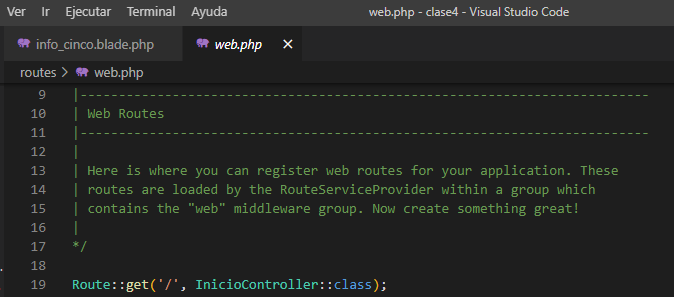 Ver Ir Ejecutar Terminal Ayuda web.php - clase4 - Visual Studio Code
info_cinco.blade.php web.php ×
routes > web.php
9 |--------------------------------------------------------------------------
10 | Web Routes
11 |--------------------------------------------------------------------------
12 |
13 | Here is where you can register web routes for your application. These
14 | routes are loaded by the RouteServiceProvider within a group which
15 | contains the "web" middleware group. Now create something great!
16 |
17 */
18
19 Route::get('/', InicioController::class);